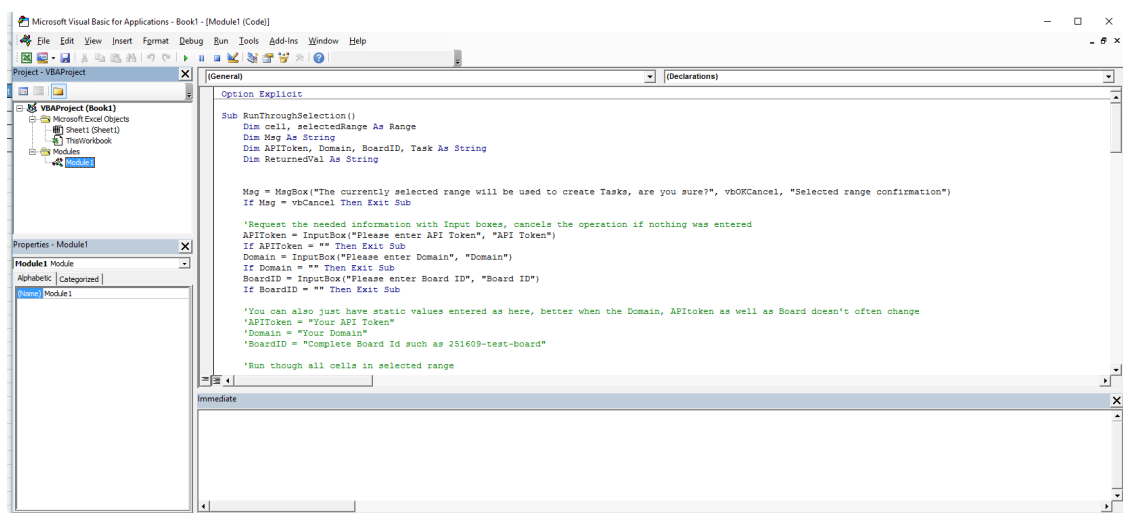 Microsoft Visual Basic for Applications - Book1 - [Module1 (Code)]
File Edit View Insert Format Debug Run Tools Add-Ins Window Help
Project - VBAProject
VBAProject (Book1)
Microsoft Excel Objects
Sheet1 (Sheet1)
ThisWorkbook
Modules
Module1
Properties - Module1
Module1 Module
Alphabetic Categorized
(Name) Module1
(General) (Declarations)
Option Explicit
Sub RunThroughSelection()
Dim cell, selectedRange As Range
Dim Msg As String
Dim APIToken, Domain, BoardID, Task As String
Dim ReturnedVal As String
Msg = MsgBox("The currently selected range will be used to create Tasks, are you sure?", vbOKCancel, "Selected range confirmation")
If Msg = vbCancel Then Exit Sub
'Request the needed information with Input boxes, cancels the operation if nothing was entered
APIToken = InputBox("Please enter API Token", "API Token")
If APIToken = "" Then Exit Sub
Domain = InputBox("Please enter Domain", "Domain")
If Domain = "" Then Exit Sub
BoardID = InputBox("Please enter Board ID", "Board ID")
If BoardID = "" Then Exit Sub
'You can also just have static values entered as here, better when the Domain, APItoken as well as Board doesn't often change
'APIToken = "Your API Token"
'Domain = "Your Domain"
'BoardID = "Complete Board Id such as 251609-test-board"
'Run though all cells in selected range
Immediate